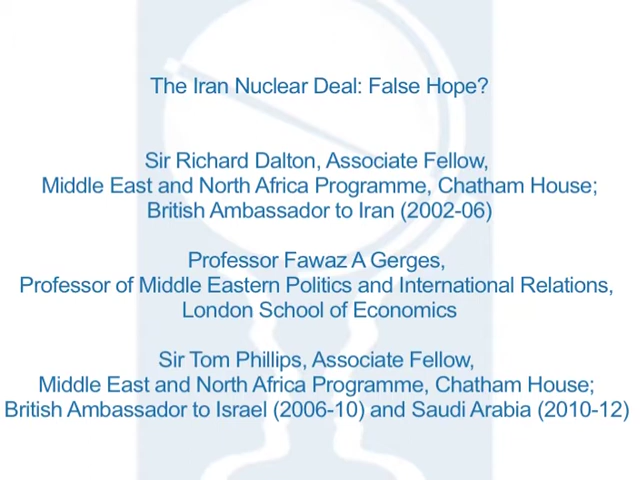 The Iran Nuclear Deal: False Hope?
Sir Richard Dalton, Associate Fellow,
Middle East and North Africa Programme, Chatham House;
British Ambassador to Iran (2002-06)
Professor Fawaz A Gerges,
Professor of Middle Eastern Politics and International Relations,
London School of Economics
Sir Tom Phillips, Associate Fellow,
Middle East and North Africa Programme, Chatham House;
British Ambassador to Israel (2006-10) and Saudi Arabia (2010-12)